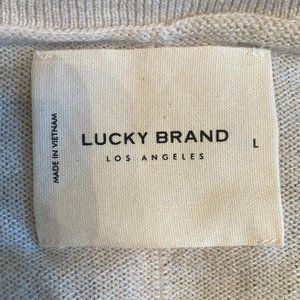 MADE IN VIETNAM
LUCKY BRAND
LOS ANGELES
L